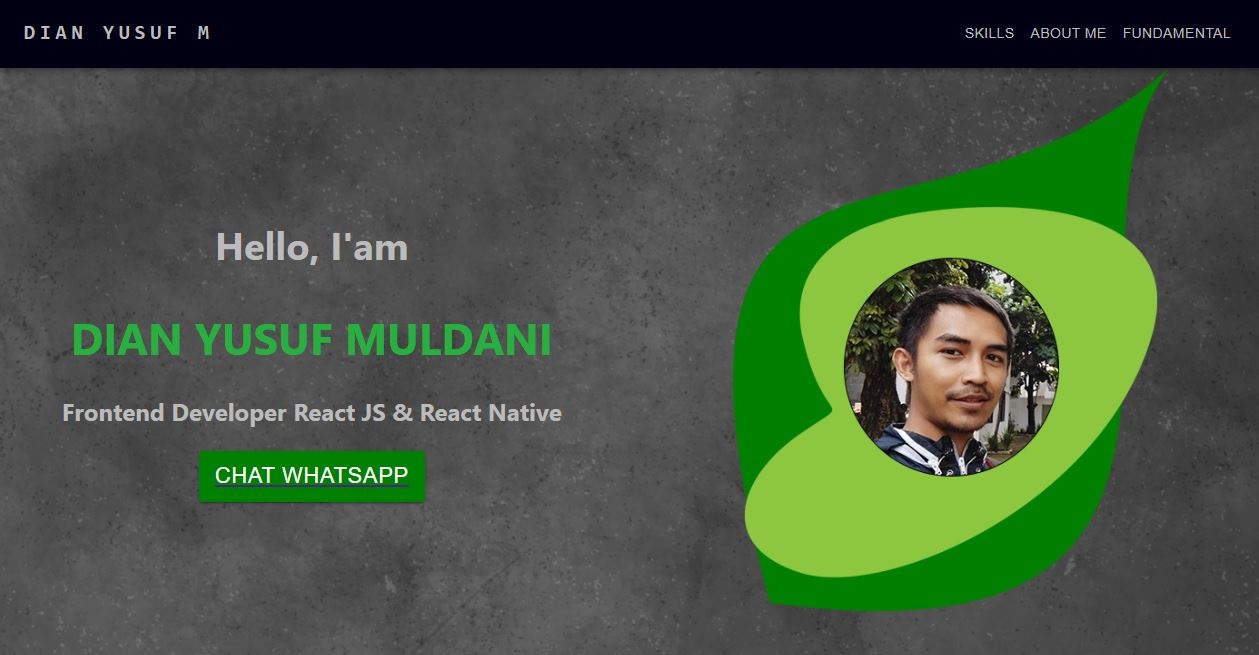 DIAN YUSUF M
SKILLS ABOUT ME FUNDAMENTAL
Hello, I'am
DIAN YUSUF MULDANI
Frontend Developer React JS & React Native
CHAT WHATSAPP